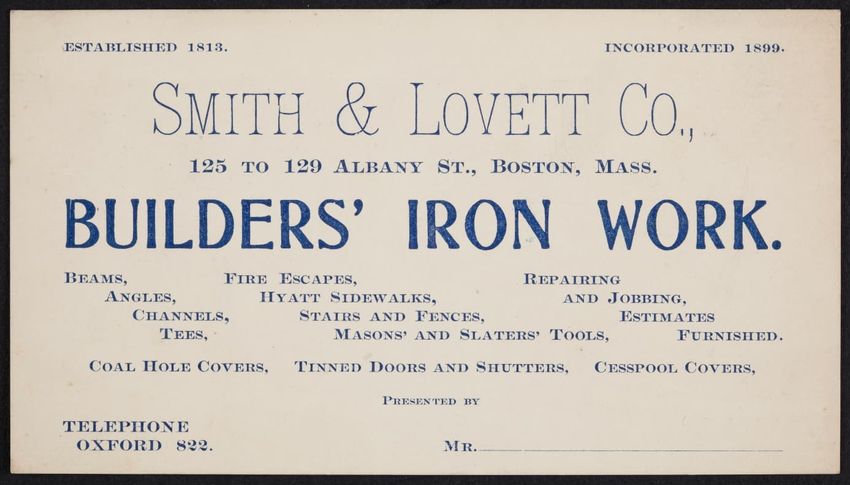 ESTABLISHED 1813. INCORPORATED 1899.
SMITH & LOVETT CO.,
125 TO 129 ALBANY ST., BOSTON, MASS.
BUILDERS' IRON WORK.
BEAMS, FIRE ESCAPES, REPAIRING
ANGLES, HYATT SIDEWALKS, AND JOBBING,
CHANNELS, STAIRS AND FENCES, ESTIMATES
TEES, MASONS' AND SLATERS' TOOLS, FURNISHED.
COAL HOLE COVERS, TINNED DOORS AND SHUTTERS, CESSPOOL COVERS,
PRESENTED BY
TELEPHONE
OXFORD 822. MR.